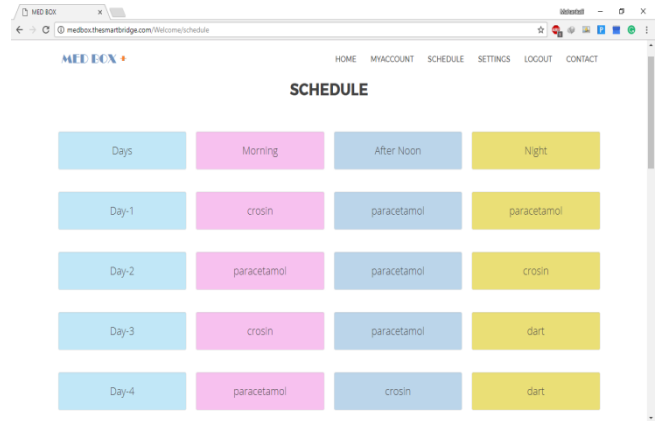 MED BOX
medbox.thesmartbridge.com/Welcome/schedule
MED BOX +
HOME MYACCOUNT SCHEDULE SETTINGS LOGOUT CONTACT
SCHEDULE
Days Morning After Noon Night
Day-1 crosin paracetamol paracetamol
Day-2 paracetamol paracetamol crosin
Day-3 crosin paracetamol dart
Day-4 paracetamol crosin dart